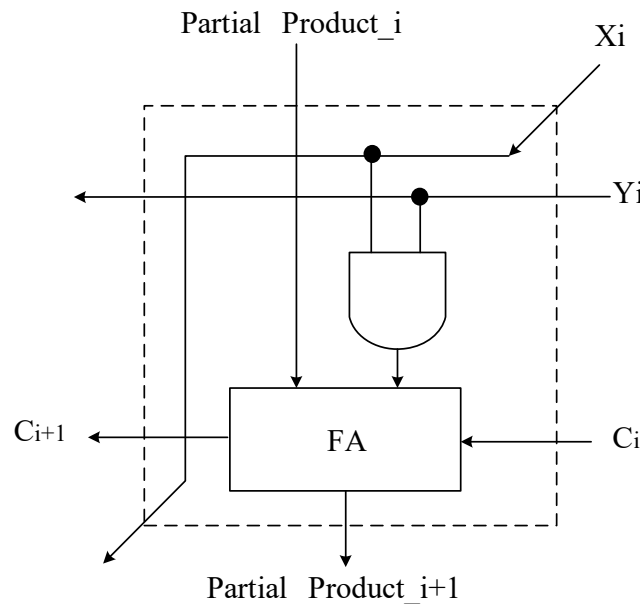 Partial Product_i
Xi
Yi
Ci+1
FA
Ci
Partial Product_i+1